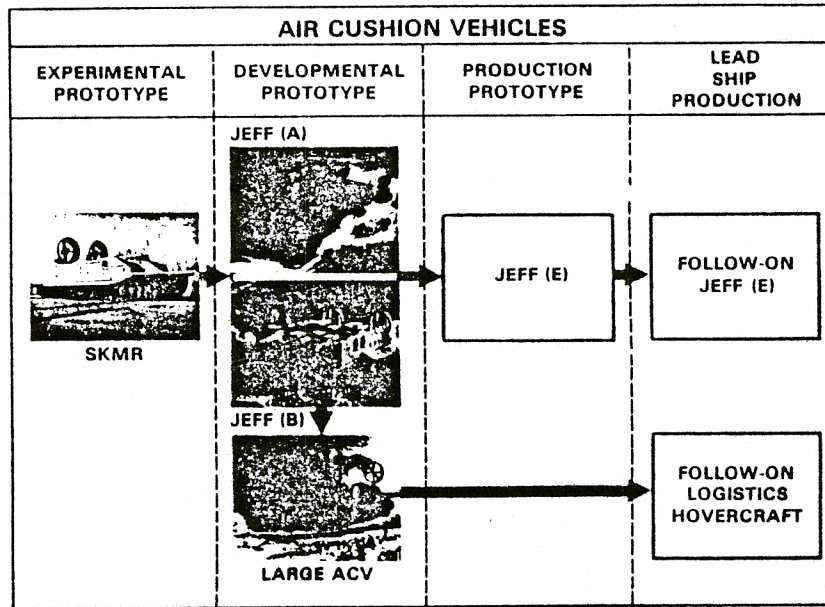 AIR CUSHION VEHICLES
EXPERIMENTAL
PROTOTYPE
DEVELOPMENTAL
PROTOTYPE
PRODUCTION
PROTOTYPE
LEAD
SHIP
PRODUCTION
JEFF (A)
SKMR
JEFF (E)
FOLLOW-ON
JEFF (E)
JEFF (B)
LARGE ACV
FOLLOW-ON
LOGISTICS
HOVERCRAFT